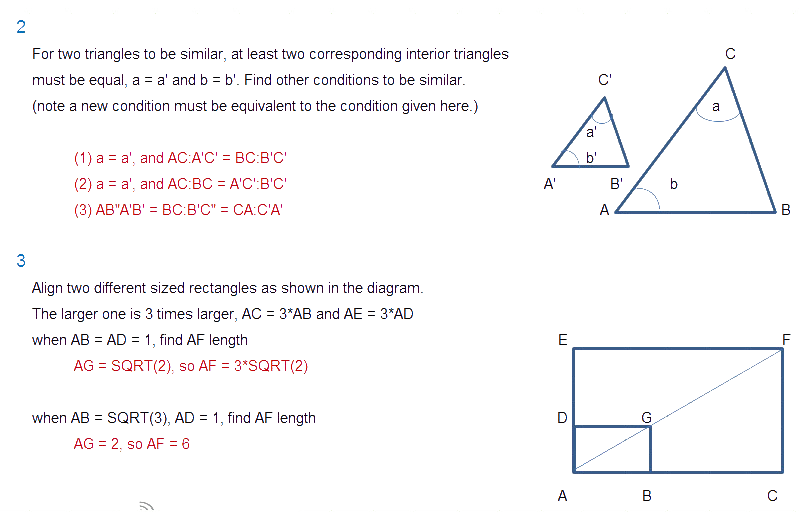 2
For two triangles to be similar, at least two corresponding interior triangles
must be equal, a = a' and b = b'. Find other conditions to be similar.
(note a new condition must be equivalent to the condition given here.)
(1) a = a', and AC:A'C' = BC:B'C'
(2) a = a', and AC:BC = A'C':B'C'
(3) AB"A'B' = BC:B'C" = CA:C'A'
C
C'
a
a'
b'
A'
B'
b
A
B
3
Align two different sized rectangles as shown in the diagram.
The larger one is 3 times larger, AC = 3*AB and AE = 3*AD
when AB = AD = 1, find AF length
AG = SQRT(2), so AF = 3*SQRT(2)
when AB = SQRT(3), AD = 1, find AF length
AG = 2, so AF = 6
E
F
D
G
A
B
C